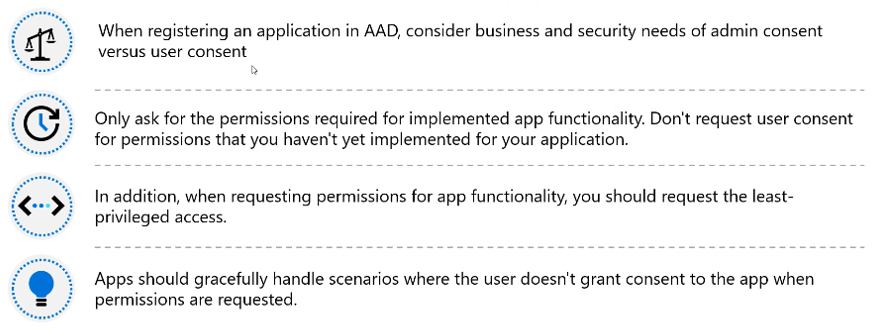 When registering an application in AAD, consider business and security needs of admin consent
versus user consent
Only ask for the permissions required for implemented app functionality. Don't request user consent
for permissions that you haven't yet implemented for your application.
In addition, when requesting permissions for app functionality, you should request the least-
privileged access.
Apps should gracefully handle scenarios where the user doesn't grant consent to the app when
permissions are requested.